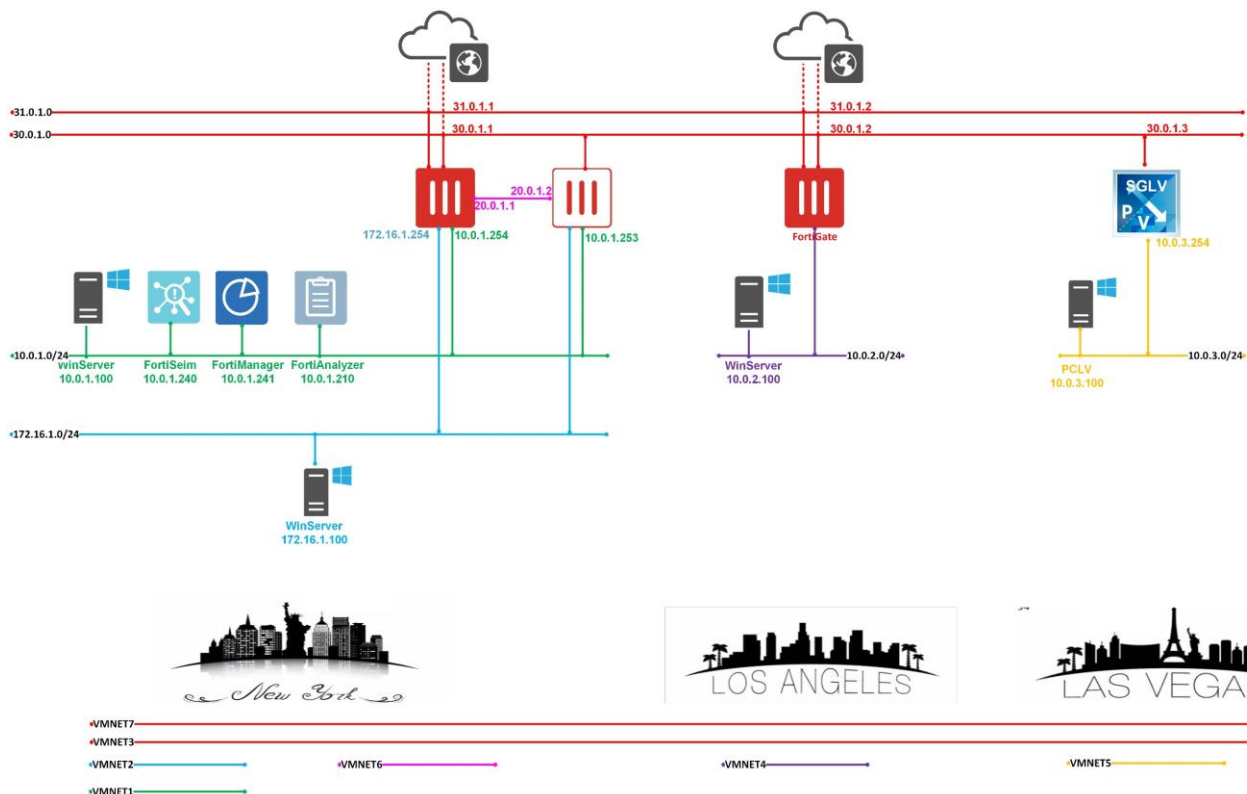 31.0.1.0
31.0.1.1
31.0.1.2
30.0.1.0
30.0.1.1
30.0.1.2
30.0.1.3
20.0.1.2
20.0.1.1
SGLV
P
V
172.16.1.254
10.0.1.254
10.0.1.253
FortiGate
10.0.3.254
10.0.1.0/24
winServer
10.0.1.100
FortiSeim
10.0.1.240
FortiManager
10.0.1.241
FortiAnalyzer
10.0.1.210
WinServer
10.0.2.100
10.0.2.0/24
PCLV
10.0.3.100
10.0.3.0/24
172.16.1.0/24
WinServer
172.16.1.100
New York
LOS ANGELES
LAS VEGA
VMNET7
VMNET3
VMNET2
VMNET6
VMNET4
VMNET5
VMNET1